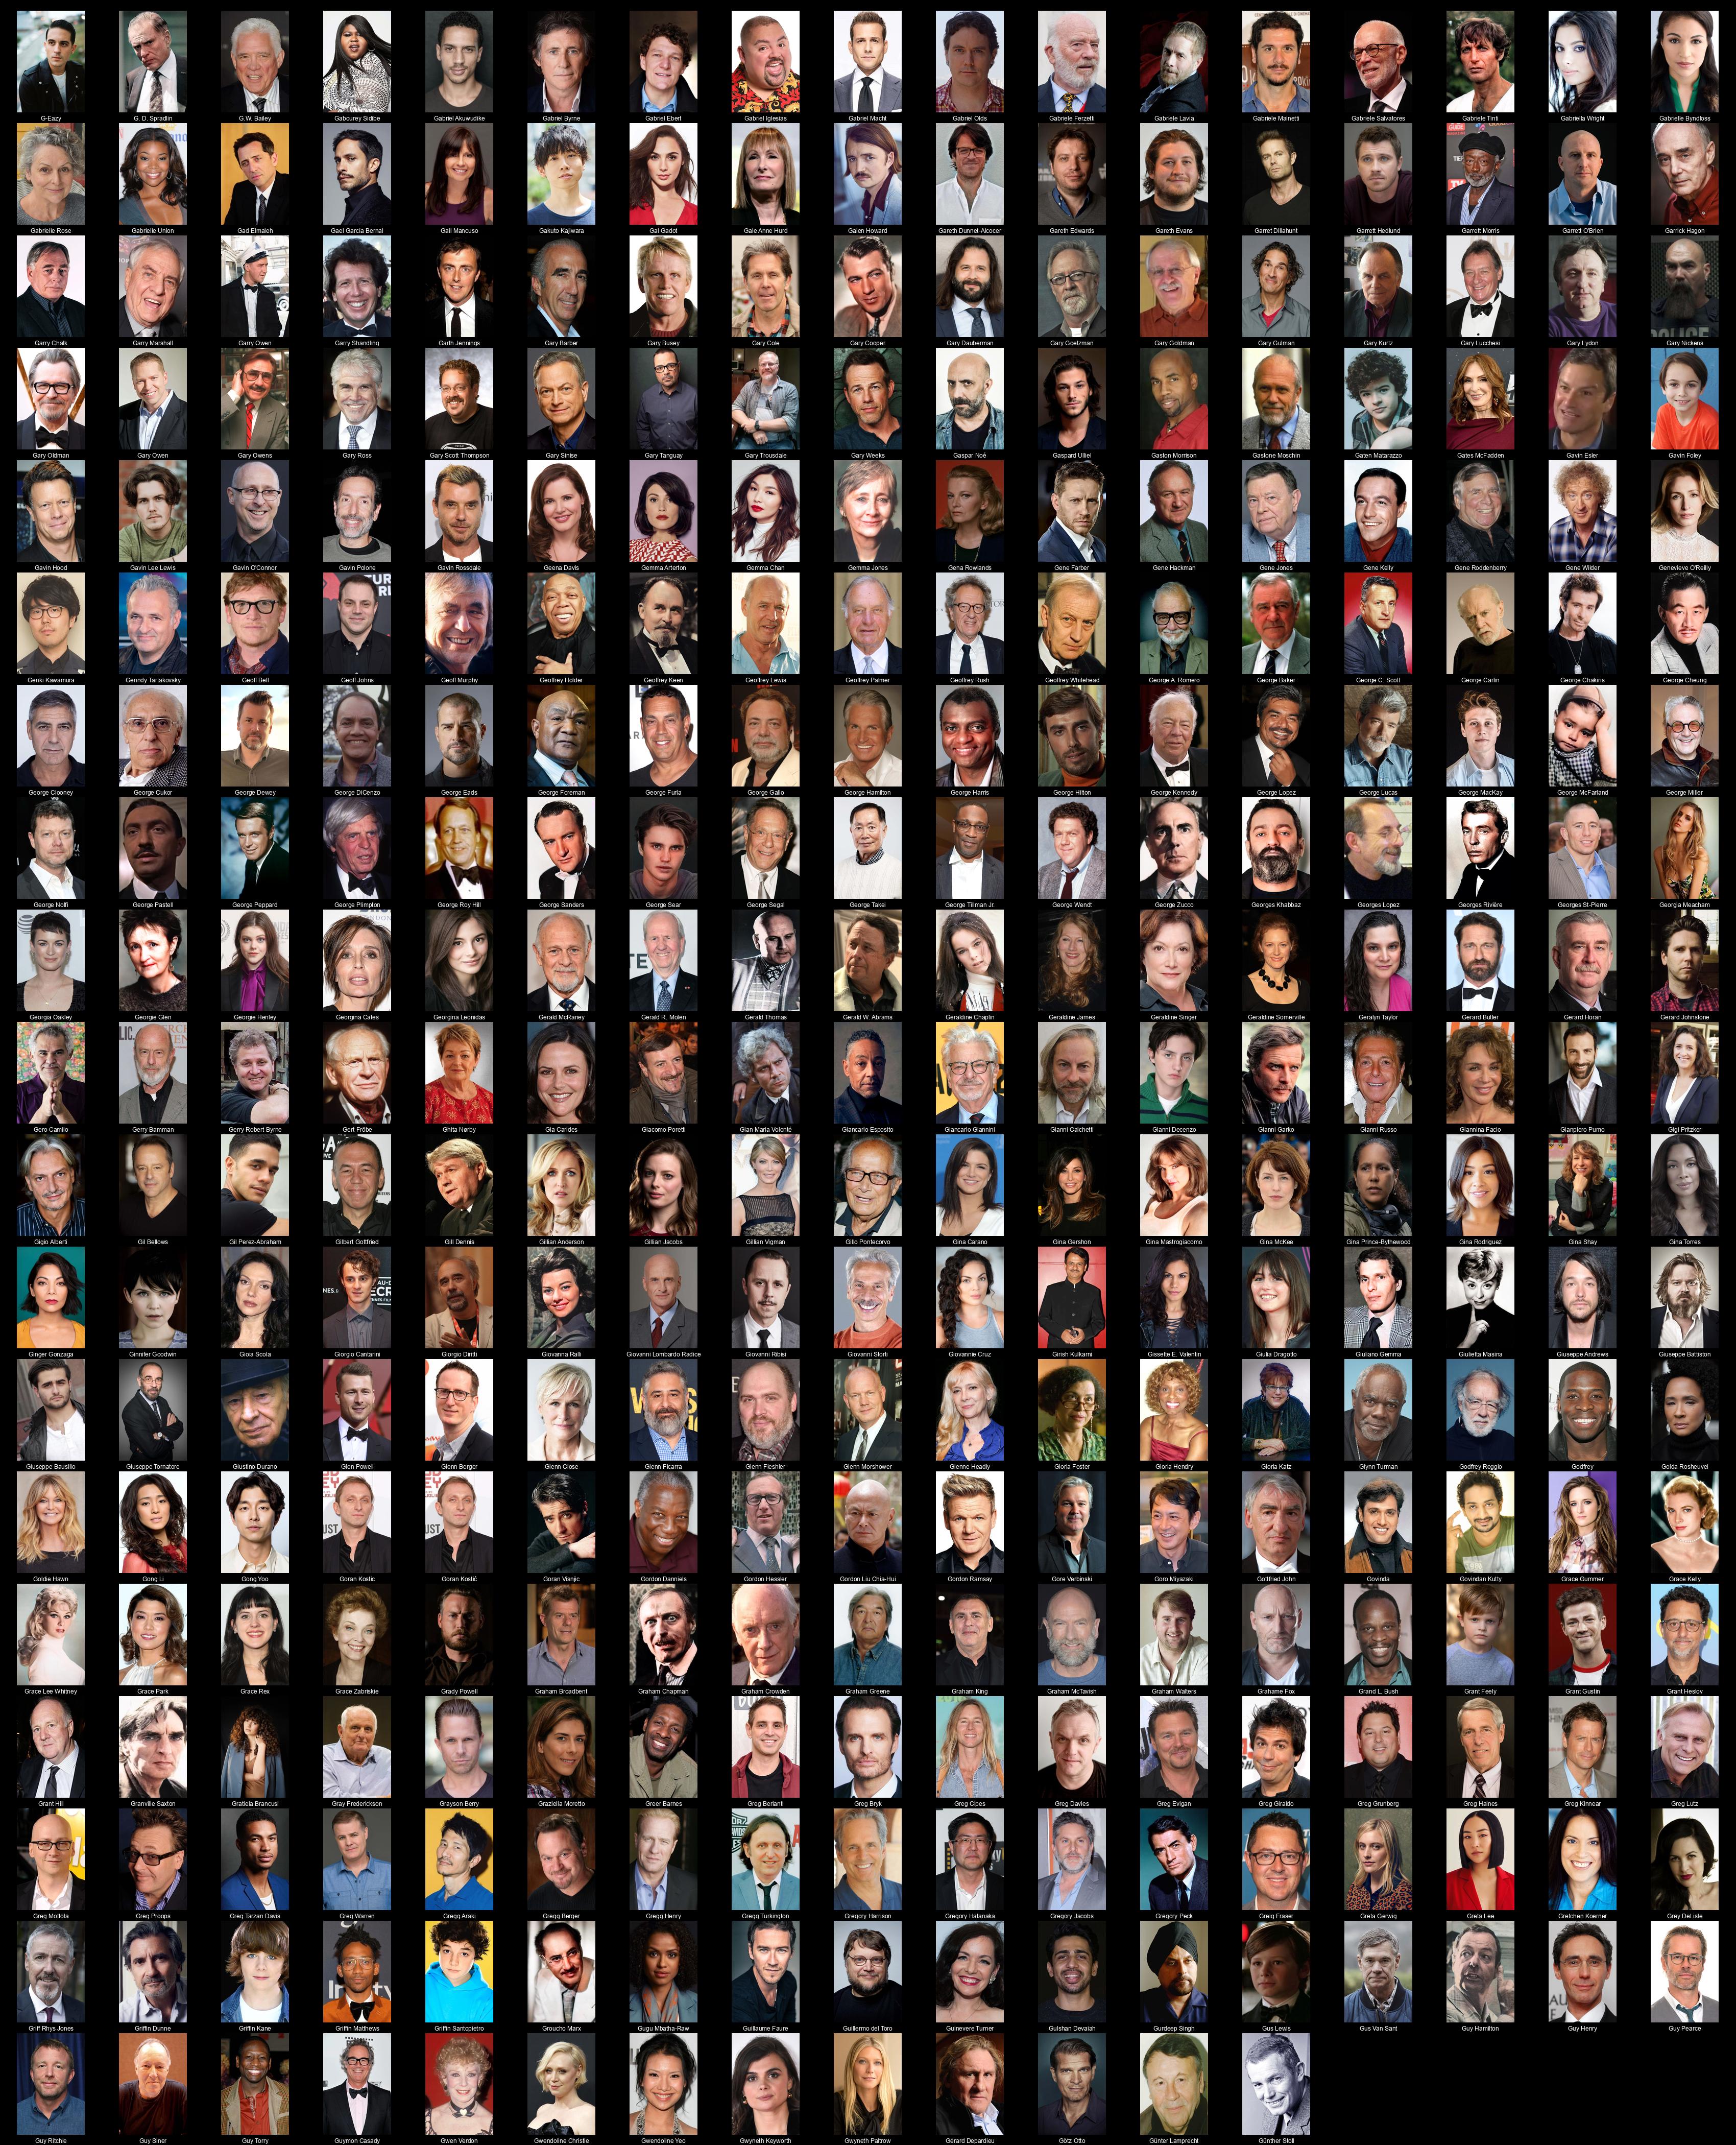 G-Eazy G. D. Spradlin G.W. Bailey Gabourey Sidibe Gabriel Akuwudike Gabriel Byrne Gabriel Ebert Gabriel Iglesias Gabriel Macht Gabriel Olds Gabriele Ferzetti Gabriele Lavia Gabriele Mainetti Gabriele Salvatores Gabriele Tinti Gabriella Wright Gabrielle Byndloss
Gabrielle Rose Gabrielle Union Gad Elmaleh Gael García Bernal Gail Mancuso Gakuto Kajiwara Gal Gadot Gale Anne Hurd Galen Howard Gareth Dunnet-Alcocer Gareth Edwards Gareth Evans Garret Dillahunt Garrett Hedlund Garrett Morris Garrett O'Brien Garrick Hagon
Garry Chalk Garry Marshall Garry Owen Garry Shandling Garth Jennings Gary Barber Gary Busey Gary Cole Gary Cooper Gary Dauberman Gary Goetzman Gary Goldman Gary Gulman Gary Kurtz Gary Lucchesi Gary Lydon Gary Nickens
Gary Oldman Gary Owen Gary Owens Gary Ross Gary Scott Thompson Gary Sinise Gary Tanguay Gary Trousdale Gary Weeks Gaspar Noé Gaspard Ulliel Gaston Morrison Gastone Moschin Gaten Matarazzo Gates McFadden Gavin Esler Gavin Foley
Gavin Hood Gavin Lee Lewis Gavin O'Connor Gavin Polone Gavin Rossdale Geena Davis Gemma Arterton Gemma Chan Gemma Jones Gena Rowlands Gene Farber Gene Hackman Gene Jones Gene Kelly Gene Roddenberry Gene Wilder Genevieve O'Reilly
Genki Kawamura Genndy Tartakovsky Geoff Bell Geoff Johns Geoff Murphy Geoffrey Holder Geoffrey Keen Geoffrey Lewis Geoffrey Palmer Geoffrey Rush Geoffrey Whitehead George A. Romero George Baker George C. Scott George Carlin George Chakiris George Cheung
George Clooney George Cukor George Dewey George DiCenzo George Eads George Foreman George Furla George Gallo George Hamilton George Harris George Hilton George Kennedy George Lopez George Lucas George MacKay George McFarland George Miller
George Nolfi George Pastell George Peppard George Plimpton George Roy Hill George Sanders George Sear George Segal George Takei George Tillman Jr. George Wendt George Zucco Georges Khabbaz Georges Lopez Georges Rivière Georges St-Pierre Georgia Meacham
Georgia Oakley Georgie Glen Georgie Henley Georgina Cates Georgina Leonidas Gerald McRaney Gerald R. Molen Gerald Thomas Gerald W. Abrams Geraldine Chaplin Geraldine James Geraldine Singer Geraldine Somerville Geralyn Taylor Gerard Butler Gerard Horan Gerard Johnstone
Gero Camilo Gerry Bamman Gerry Robert Byrne Gert Fröbe Ghita Nørby Gia Carides Giacomo Poretti Gian Maria Volonté Giancarlo Esposito Giancarlo Giannini Gianni Calchetti Gianni Decenzo Gianni Garko Gianni Russo Giannina Facio Gianpiero Pumo Gigi Pritzker
Gigio Alberti Gil Bellows Gil Perez-Abraham Gilbert Gottfried Gill Dennis Gillian Anderson Gillian Jacobs Gillian Vigman Gillo Pontecorvo Gina Carano Gina Gershon Gina Mastrogiacomo Gina McKee Gina Prince-Bythewood Gina Rodriguez Gina Shay Gina Torres
Ginger Gonzaga Ginnifer Goodwin Gioia Scola Giorgio Cantarini Giorgio Diritti Giovanna Ralli Giovanni Lombardo Radice Giovanni Ribisi Giovanni Storti Giovannie Cruz Girish Kulkarni Gissette E. Valentin Giulia Dragotto Giuliano Gemma Giulietta Masina Giuseppe Andrews Giuseppe Battiston
Giuseppe Bausilio Giuseppe Tornatore Giustino Durano Glen Powell Glenn Berger Glenn Close Glenn Ficarra Glenn Fleshler Glenn Morshower Glenne Headly Gloria Foster Gloria Hendry Gloria Katz Glynn Turman Godfrey Reggio Godfrey Golda Rosheuvel
Goldie Hawn Gong Li Gong Yoo Goran Kostic Goran Kostić Goran Visnjic Gordon Danniels Gordon Hessler Gordon Liu Chia-Hui Gordon Ramsay Gore Verbinski Goro Miyazaki Gottfried John Govinda Govindan Kutty Grace Gummer Grace Kelly
Grace Lee Whitney Grace Park Grace Rex Grace Zabriskie Grady Powell Graham Broadbent Graham Chapman Graham Crowden Graham Greene Graham King Graham McTavish Graham Walters Grahame Fox Grand L. Bush Grant Feely Grant Gustin Grant Heslov
Grant Hill Granville Saxton Gratiela Brancusi Gray Frederickson Grayson Berry Graziella Moretto Greer Barnes Greg Berlanti Greg Bryk Greg Cipes Greg Davies Greg Evigan Greg Giraldo Greg Grunberg Greg Haines Greg Kinnear Greg Lutz
Greg Mottola Greg Proops Greg Tarzan Davis Greg Warren Gregg Araki Gregg Berger Gregg Henry Gregg Turkington Gregory Harrison Gregory Hatanaka Gregory Jacobs Gregory Peck Greig Fraser Greta Gerwig Greta Lee Gretchen Koerner Grey DeLisle
Griff Rhys Jones Griffin Dunne Griffin Kane Griffin Matthews Griffin Santopietro Groucho Marx Gugu Mbatha-Raw Guillaume Faure Guillermo del Toro Guinevere Turner Gulshan Devaiah Gurdeep Singh Gus Lewis Gus Van Sant Guy Hamilton Guy Henry Guy Pearce
Guy Ritchie Guy Siner Guy Torry Guymon Casady Gwen Verdon Gwendoline Christie Gwendoline Yeo Gwyneth Keyworth Gwyneth Paltrow Gérard Depardieu Götz Otto Günter Lamprecht Günther Stoll